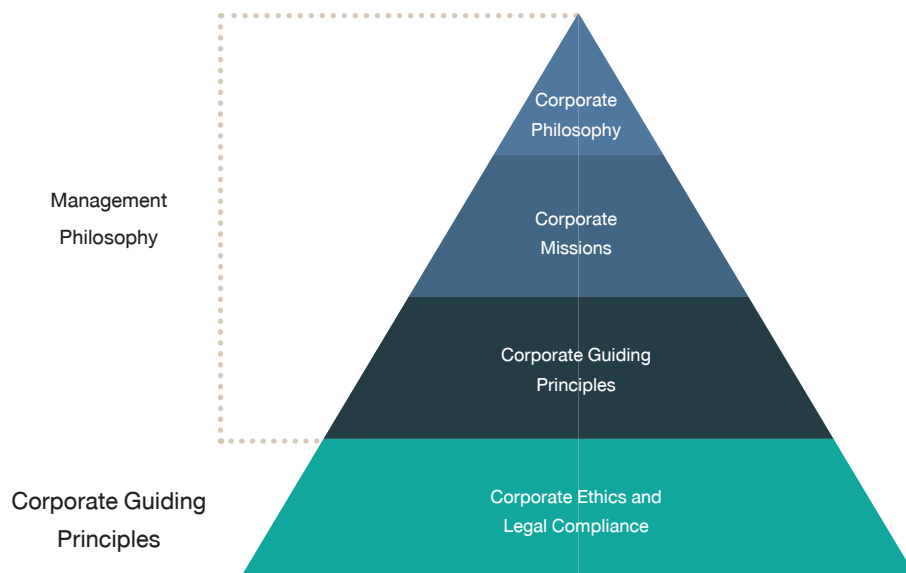 Corporate
Philosophy
Management
Philosophy
Corporate
Missions
Corporate Guiding
Principles
Corporate Guiding
Principles
Corporate Ethics and
Legal Compliance